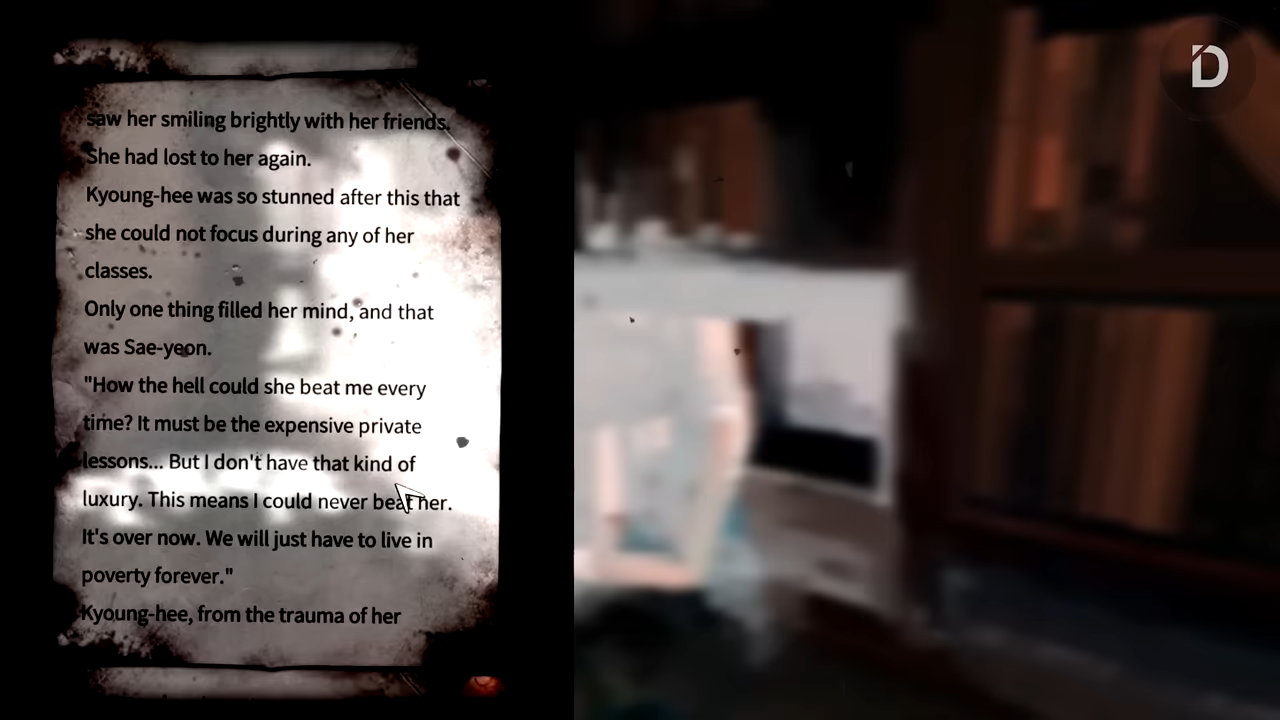 saw her smiling brightly with her friends.
She had lost to her again.
Kyoung-hee was so stunned after this that
she could not focus during any of her
classes.
Only one thing filled her mind, and that
was Sae-yeon.
"How the hell could she beat me every
time? It must be the expensive private
lessons... But I don't have that kind of
luxury. This means I could never beat her.
It's over now. We will just have to live in
poverty forever."
Kyoung-hee, from the trauma of her
D